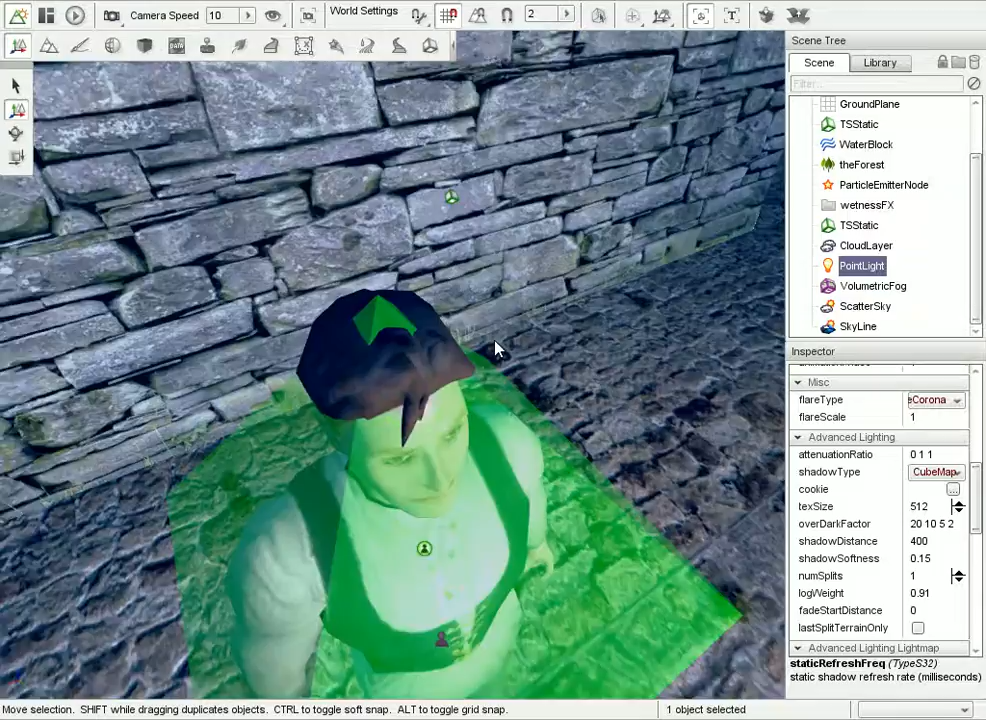 Camera Speed 10 World Settings 2
DATA
Scene Tree
Scene Library
Filter...
GroundPlane
TSStatic
WaterBlock
theForest
ParticleEmitterNode
wetnessFX
TSStatic
CloudLayer
PointLight
VolumetricFog
ScatterSky
SkyLine
Inspector
Misc
flareType eCorona
flareScale 1
Advanced Lighting
attenuationRatio 0 1 1
shadowType CubeMap
cookie ...
texSize 512
overDarkFactor 20 10 5 2
shadowDistance 400
shadowSoftness 0.15
numSplits 1
logWeight 0.91
fadeStartDistance 0
lastSplitTerrainOnly
Advanced Lighting Lightmap
staticRefreshFreq (TypeS32)
static shadow refresh rate (milliseconds)
Move selection. SHIFT while dragging duplicates objects. CTRL to toggle soft snap. ALT to toggle grid snap. 1 object selected